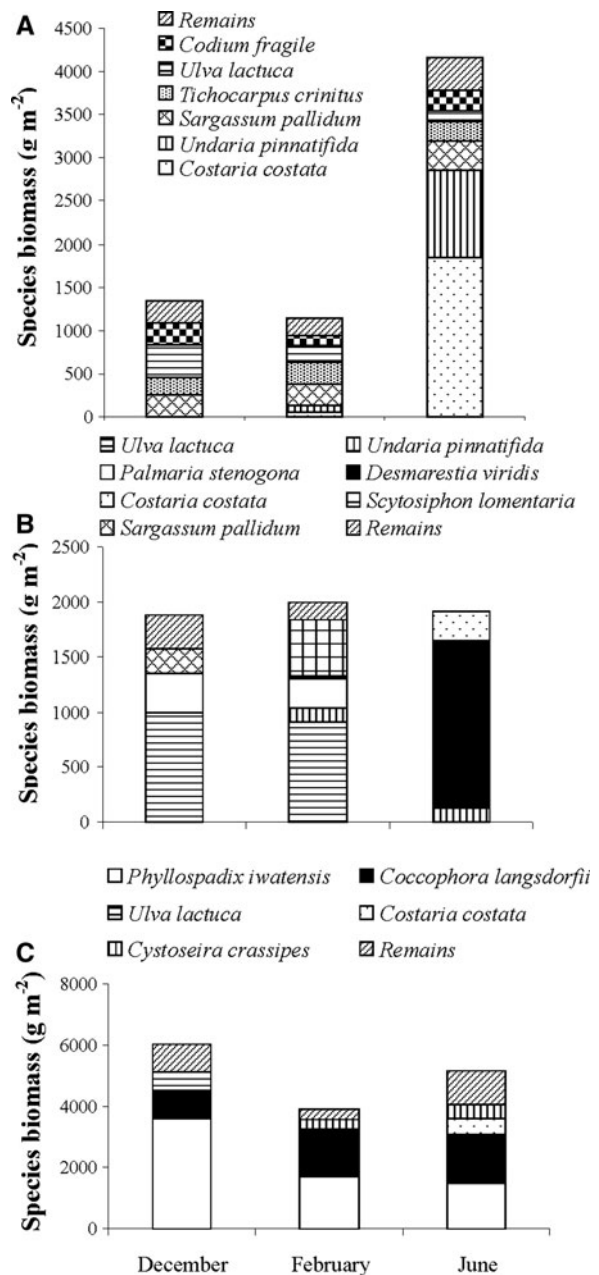 A
Remains
Codium fragile
Ulva lactuca
Tichocarpus crinitus
Sargassum pallidum
Undaria pinnatifida
Costaria costata
Species biomass (g m-2)
4500
4000
3500
3000
2500
2000
1500
1000
500
0
Ulva lactuca Undaria pinnatifida
Palmaria stenogona Desmarestia viridis
Costaria costata Scytosiphon lomentaria
Sargassum pallidum Remains
B
Species biomass (g m-2)
2500
2000
1500
1000
500
0
Phyllospadix iwatensis Coccophora langsdorfii
Ulva lactuca Costaria costata
Cystoseira crassipes Remains
C
Species biomass (g m-2)
8000
6000
4000
2000
0
December February June